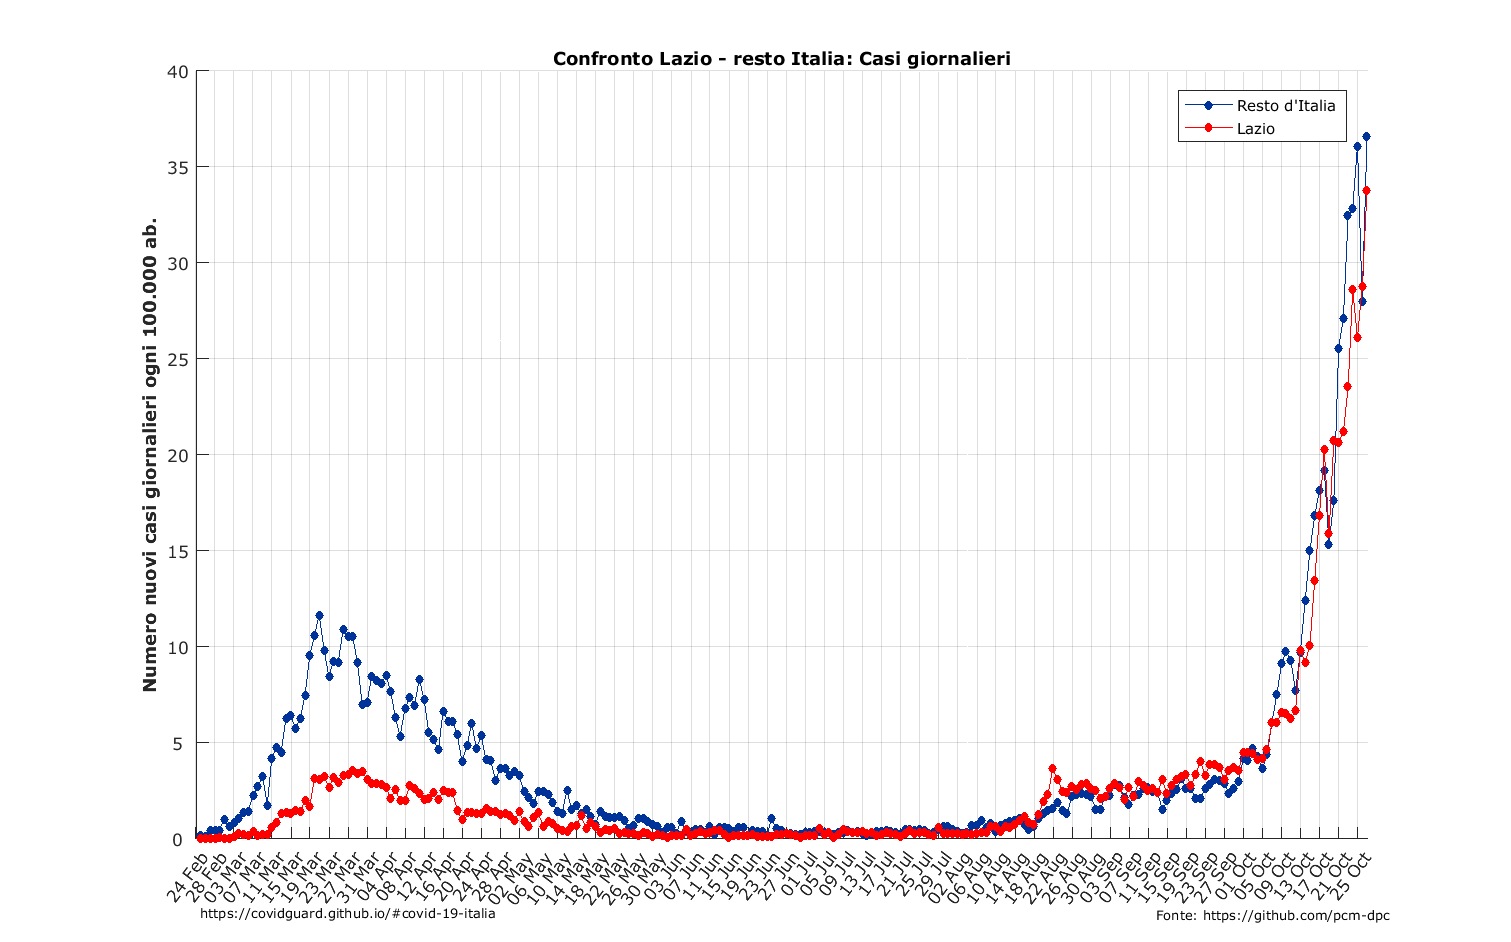 Confronto Lazio - resto Italia: Casi giornalieri
Resto d'Italia
Lazio
Numero nuovi casi giornalieri ogni 100.000 ab.
40
35
30
25
20
15
10
5
0
24 Feb
28 Feb
03 Mar
07 Mar
11 Mar
15 Mar
19 Mar
23 Mar
27 Mar
31 Mar
04 Apr
08 Apr
12 Apr
16 Apr
20 Apr
24 Apr
28 Apr
02 May
06 May
10 May
14 May
18 May
22 May
26 May
30 May
03 Jun
07 Jun
11 Jun
15 Jun
19 Jun
23 Jun
27 Jun
01 Jul
05 Jul
09 Jul
13 Jul
17 Jul
21 Jul
25 Jul
29 Jul
02 Aug
06 Aug
10 Aug
14 Aug
18 Aug
22 Aug
26 Aug
30 Aug
03 Sep
07 Sep
11 Sep
15 Sep
19 Sep
23 Sep
27 Sep
01 Oct
05 Oct
09 Oct
13 Oct
17 Oct
21 Oct
25 Oct
https://covidguard.github.io/#covid-19-italia
Fonte: https://github.com/pcm-dpc